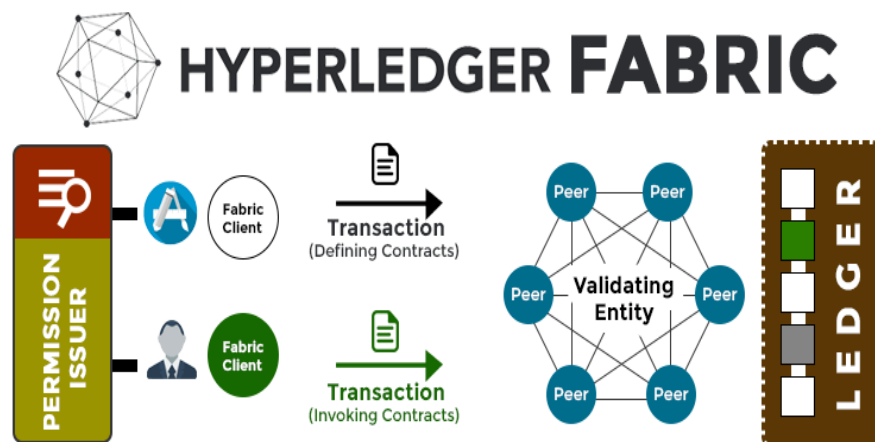 HYPERLEDGER FABRIC
PERMISSION
ISSUER
Fabric
Client
Transaction
(Defining Contracts)
Fabric
Client
Transaction
(Invoking Contracts)
Peer
Peer
Peer
Validating
Entity
Peer
Peer
Peer
LEDGER